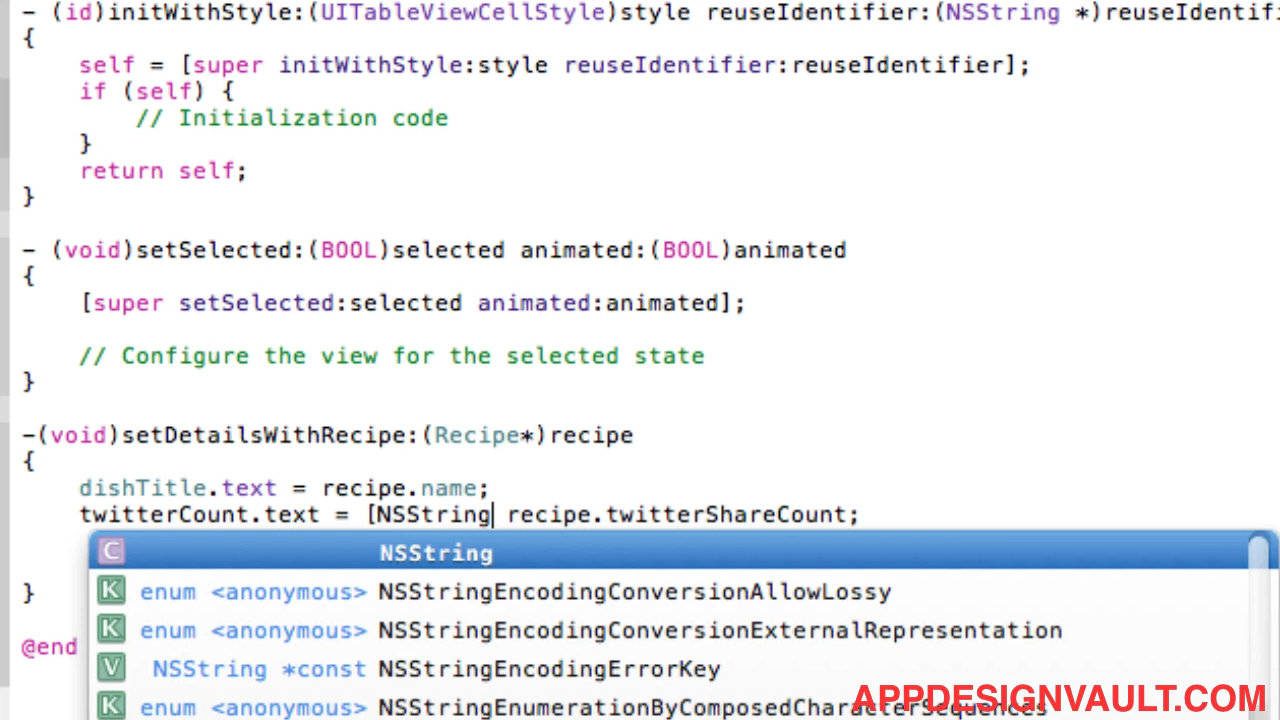 - (id)initWithStyle:(UITableViewCellStyle)style reuseIdentifier:(NSString *)reuseIdentifi
{
self = [super initWithStyle:style reuseIdentifier:reuseIdentifier];
if (self) {
// Initialization code
}
return self;
}
- (void)setSelected:(BOOL)selected animated:(BOOL)animated
{
[super setSelected:selected animated:animated];
// Configure the view for the selected state
}
-(void)setDetailsWithRecipe:(Recipe*)recipe
{
dishTitle.text = recipe.name;
twitterCount.text = [NSString recipe.twitterShareCount;
C NSString
K enum <anonymous> NSStringEncodingConversionAllowLossy
}
K enum <anonymous> NSStringEncodingConversionExternalRepresentation
@end
V NSString *const NSStringEncodingErrorKey
K enum <anonymous> NSStringEnumerationByComposedCharacterSequences
APPDESIGNVAULT.COM